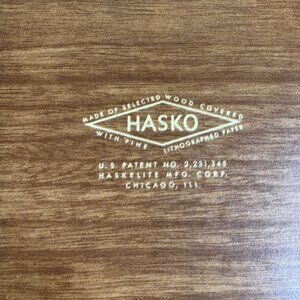 MADE OF SELECTED WOOD COVERED
HASKO
WITH FINE LITHOGRAPHED PAPER
U.S. PATENT NO. 2,231,345
HASKELITE MFG. CORP.
CHICAGO, ILL.